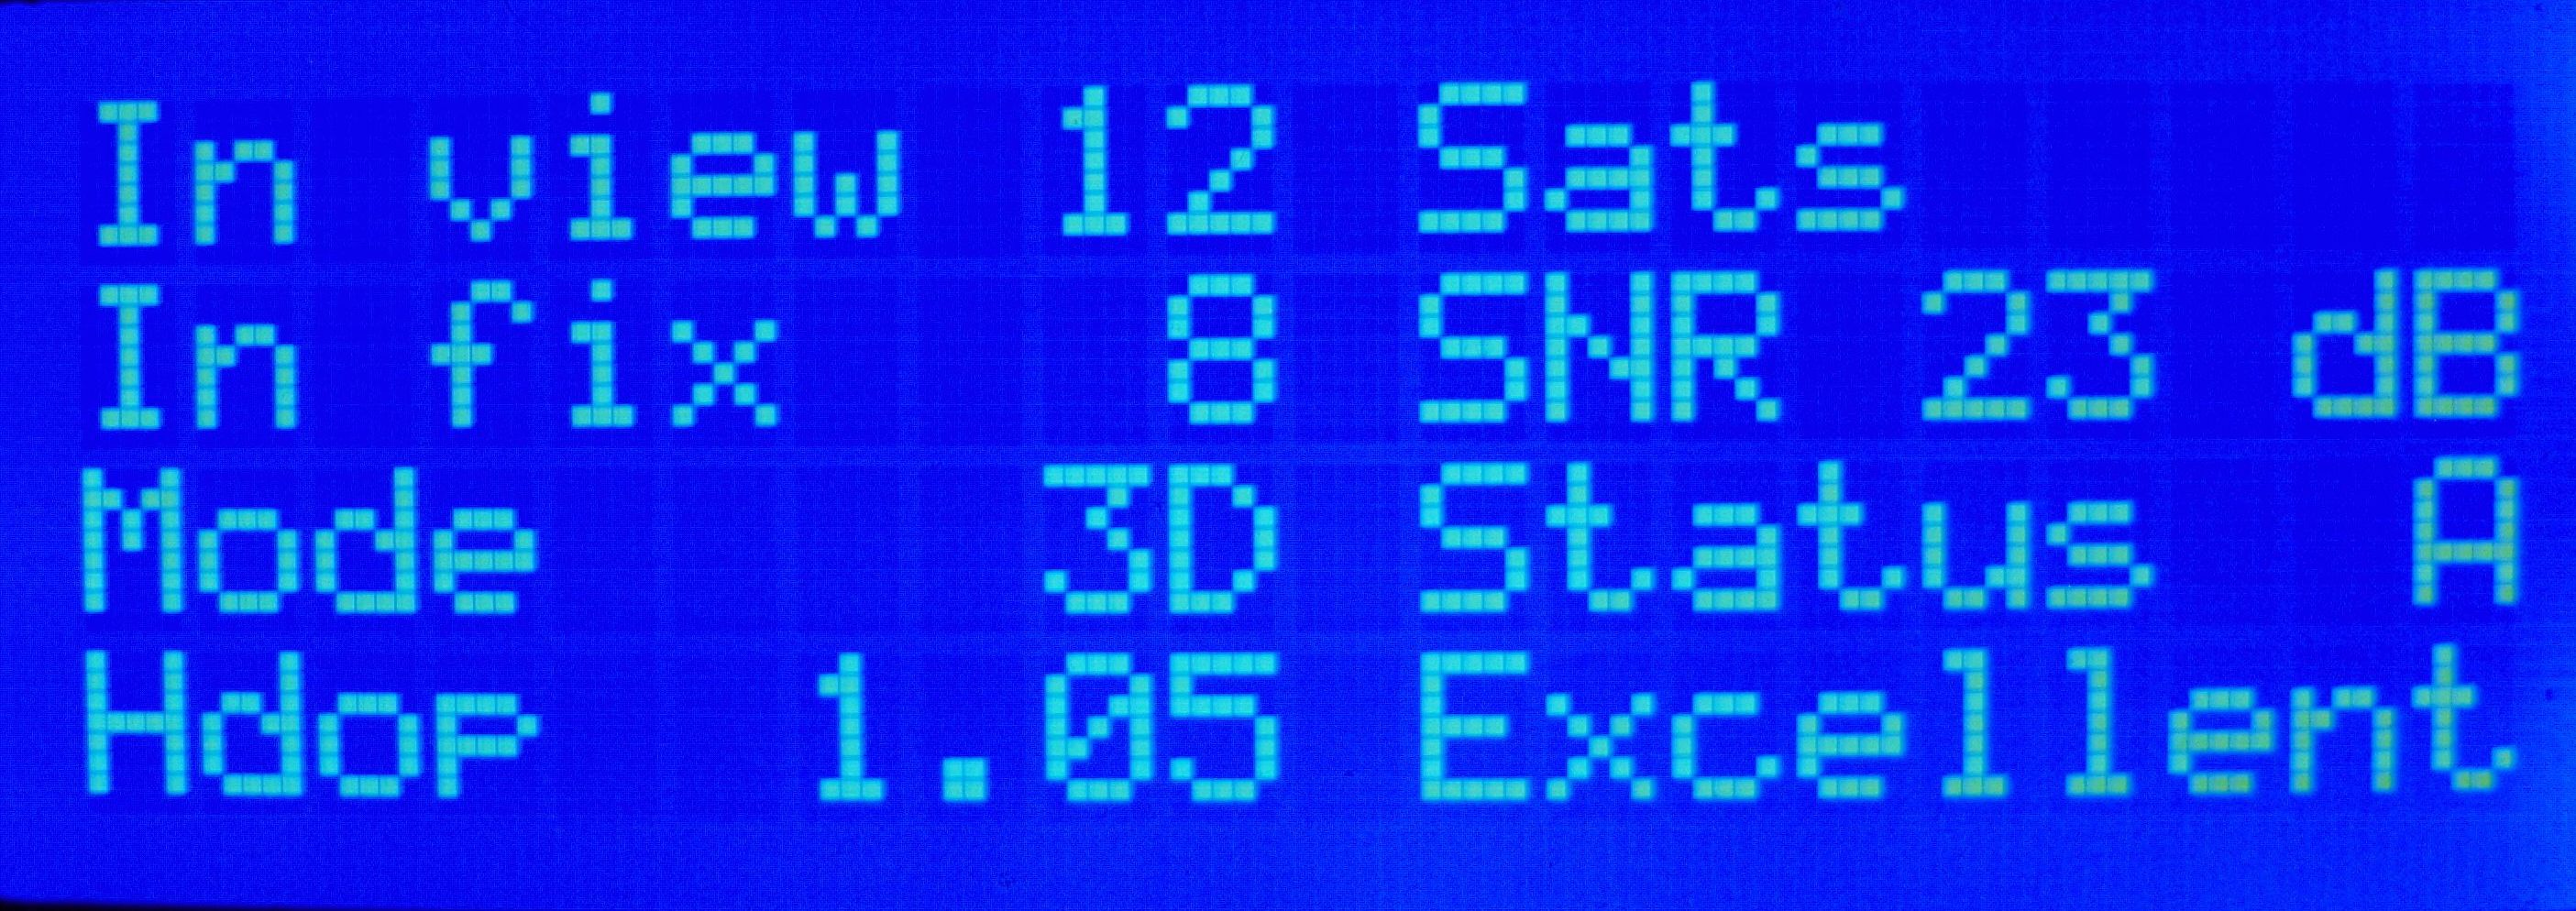 In view 12 Sats
In fix 8 SNR 23 dB
Mode 3D Status A
Hdop 1.05 Excellent